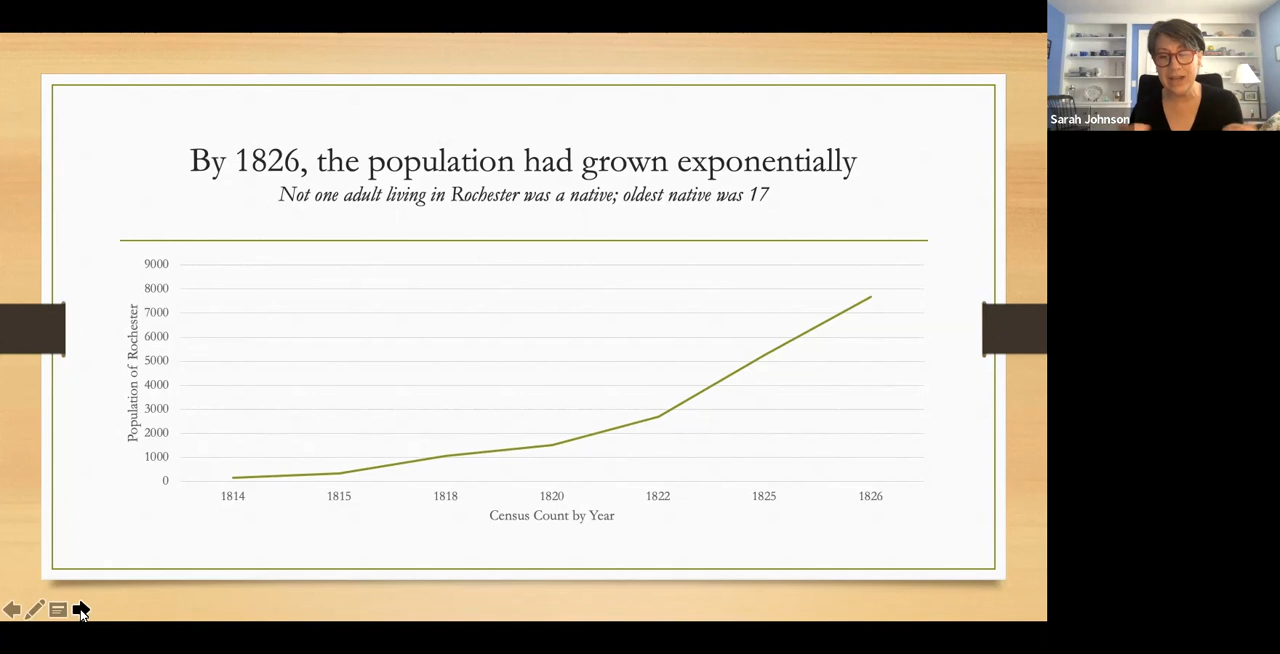 By 1826, the population had grown exponentially
Not one adult living in Rochester was a native; oldest native was 17
Population of Rochester
9000
8000
7000
6000
5000
4000
3000
2000
1000
0
1814 1815 1818 1820 1822 1825 1826
Census Count by Year
Sarah Johnson